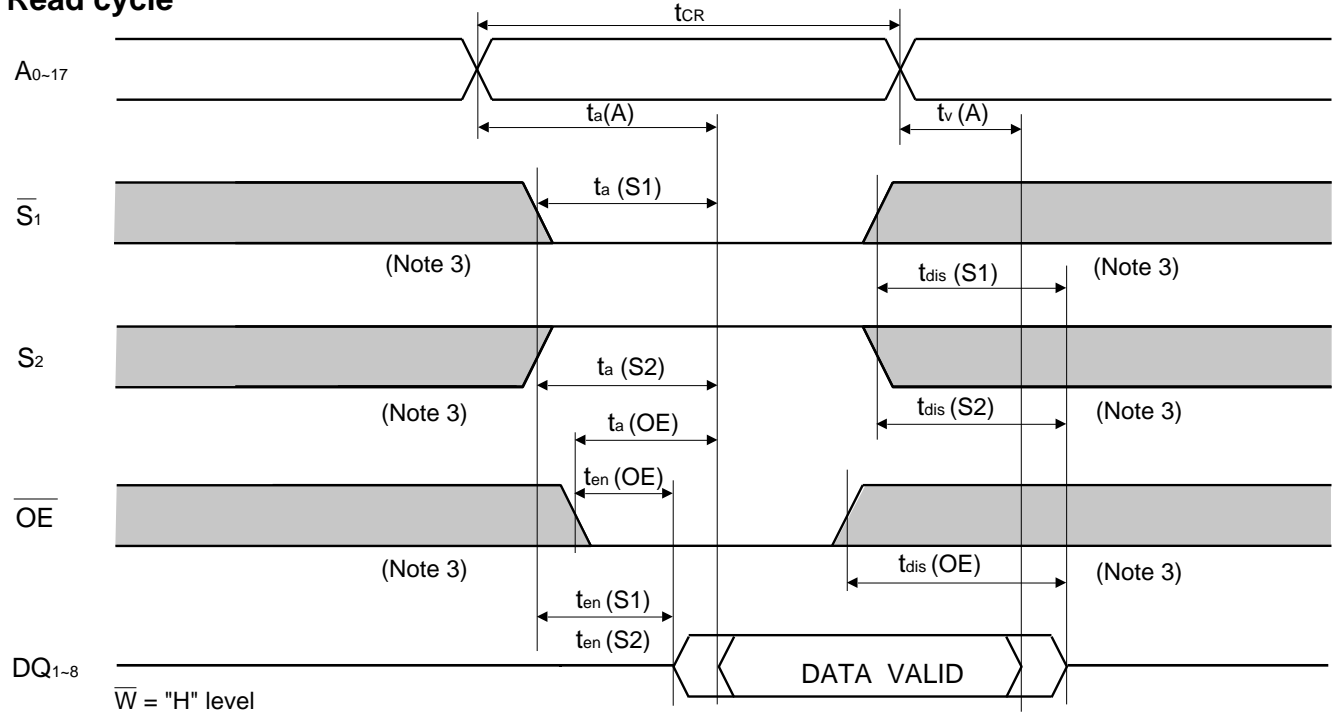 Read cycle
tCR
A0~17
ta(A)
tv (A)
ta (S1)
S̅1
(Note 3)
tdis (S1)
(Note 3)
S2
ta (S2)
(Note 3)
tdis (S2)
(Note 3)
ta (OE)
ten (OE)
O̅E̅
(Note 3)
tdis (OE)
(Note 3)
ten (S1)
ten (S2)
DQ1~8
DATA VALID
W̅ = "H" level